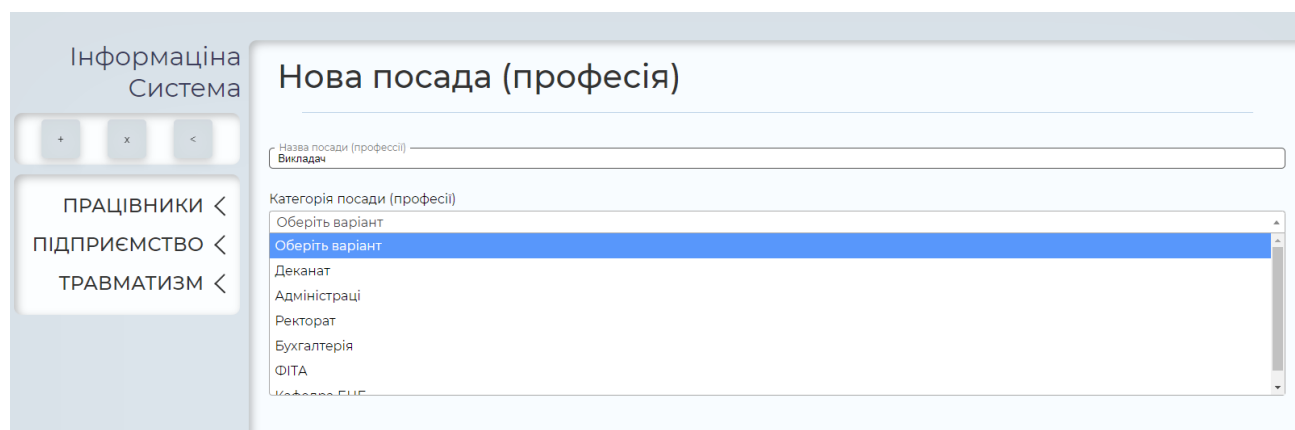 Інформаціна
Система
+ x <
ПРАЦІВНИКИ <
ПІДПРИЄМСТВО <
ТРАВМАТИЗМ <
Нова посада (професія)
Назва посади (професії)
Викладач
Категорія посади (професії)
Оберіть варіант
Оберіть варіант
Деканат
Адміністраці
Ректорат
Бухгалтерія
ФІТА
Кафедра